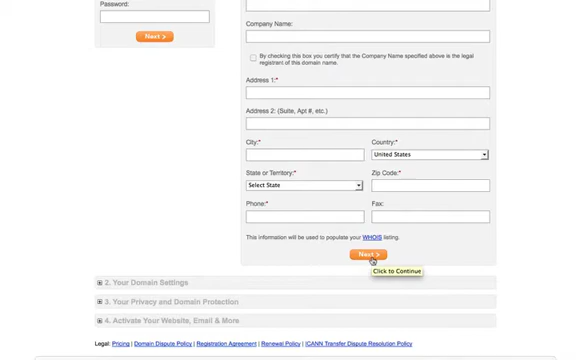 Password:
Next >
Company Name:
By checking this box you certify that the Company Name specified above is the legal
registrant of this domain name.
Address 1:*
Address 2: (Suite, Apt #, etc.)
City:*
Country:*
United States
State or Territory:*
Zip Code:*
Select State
Phone:*
Fax:
This information will be used to populate your WHOIS listing.
Next >
Click to Continue
2. Your Domain Settings
3. Your Privacy and Domain Protection
4. Activate Your Website, Email & More
Legal: Pricing | Domain Dispute Policy | Registration Agreement | Renewal Policy | ICANN Transfer Dispute Resolution Policy